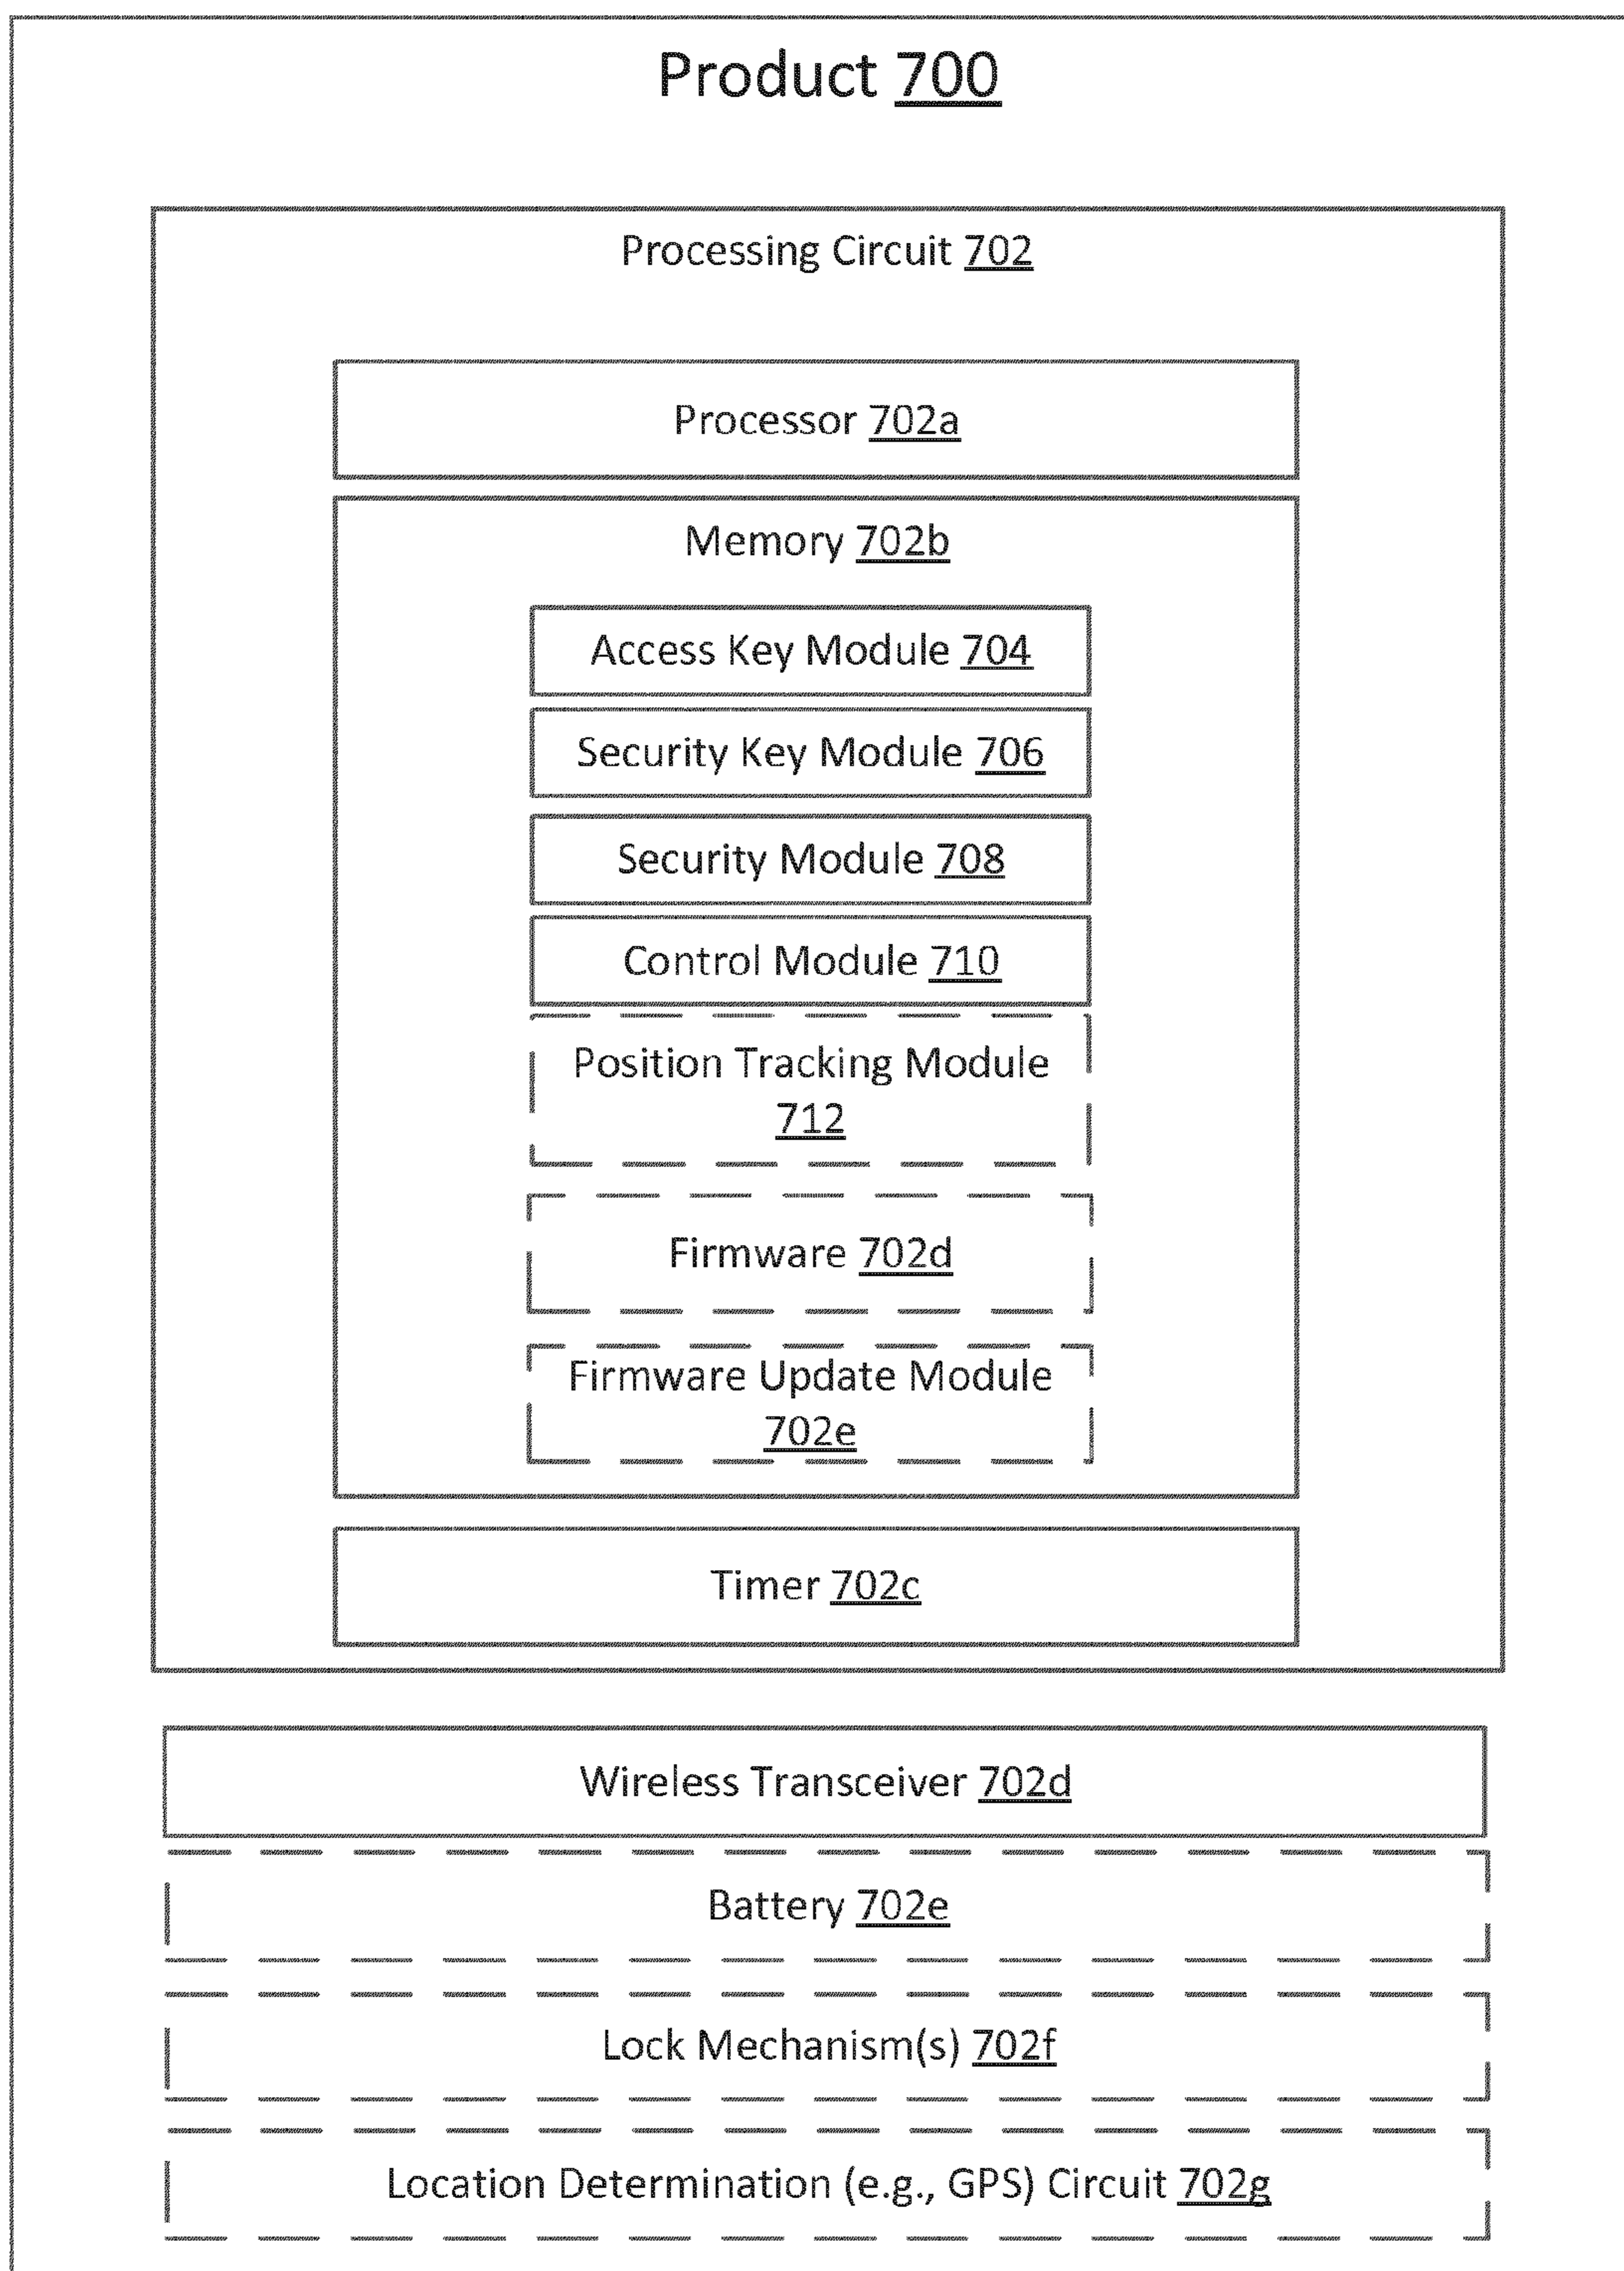 Product 700
Processing Circuit 702
Processor 702a
Memory 702b
Access Key Module 704
Security Key Module 706
Security Module 708
Control Module 710
Position Tracking Module
712
Firmware 702d
Firmware Update Module
702e
Timer 702c
Wireless Transceiver 702d
Battery 702e
Lock Mechanism(s) 702f
Location Determination (e.g., GPS) Circuit 702g